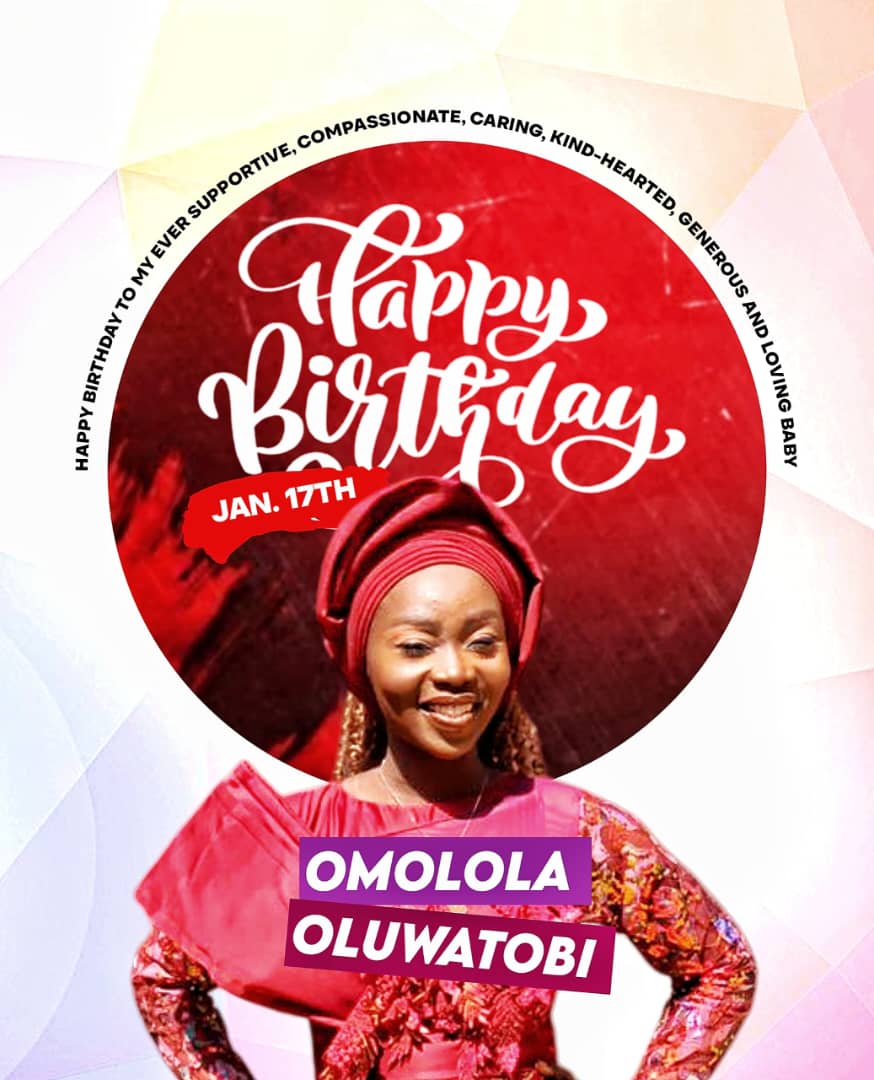 HAPPY BIRTHDAY TO MY EVER SUPPORTIVE, COMPASSIONATE, CARING, KIND-HEARTED, GENEROUS AND LOVING BABY
Happy
Birthday
JAN. 17TH
OMOLOLA
OLUWATOBI